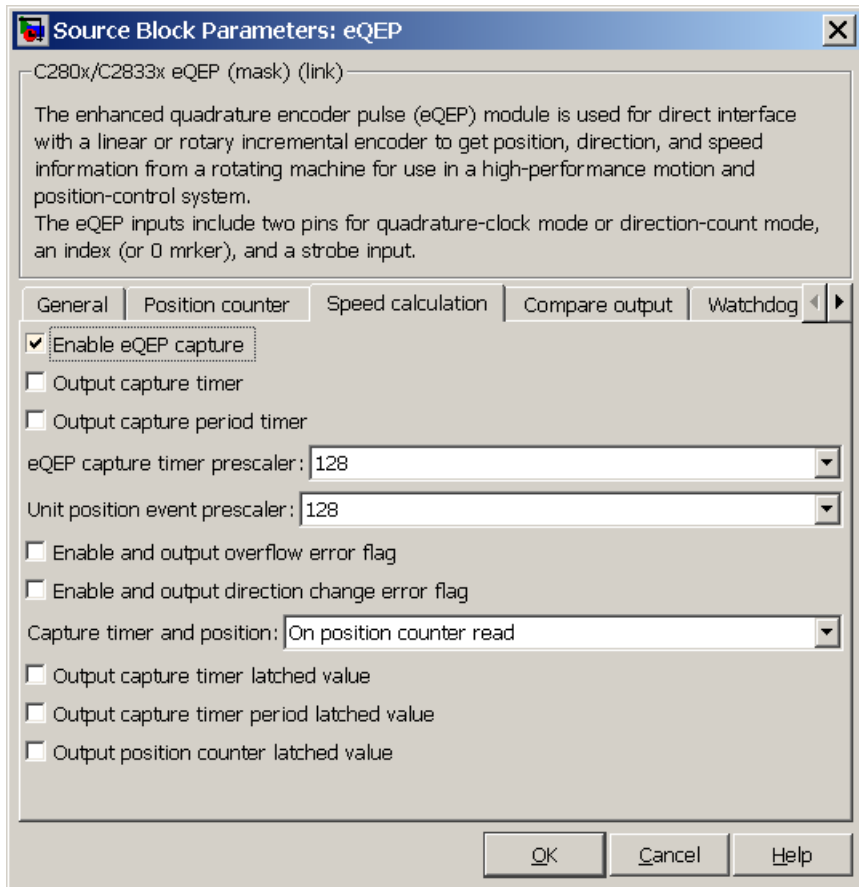 Source Block Parameters: eQEP
C280x/C2833x eQEP (mask) (link)
The enhanced quadrature encoder pulse (eQEP) module is used for direct interface
with a linear or rotary incremental encoder to get position, direction, and speed
information from a rotating machine for use in a high-performance motion and
position-control system.
The eQEP inputs include two pins for quadrature-clock mode or direction-count mode,
an index (or 0 mrker), and a strobe input.
General Position counter Speed calculation Compare output Watchdog
Enable eQEP capture
Output capture timer
Output capture period timer
eQEP capture timer prescaler: 128
Unit position event prescaler: 128
Enable and output overflow error flag
Enable and output direction change error flag
Capture timer and position: On position counter read
Output capture timer latched value
Output capture timer period latched value
Output position counter latched value
OK Cancel Help